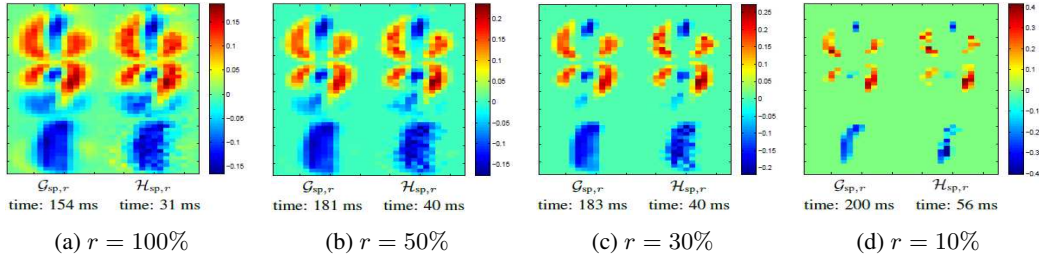 0.15
0.1
0.05
0
−0.05
−0.1
−0.15
𝒢sp,r ℋsp,r
time: 154 ms time: 31 ms
(a) r = 100%
0.2
0.15
0.1
0.05
0
−0.05
−0.1
−0.15
𝒢sp,r ℋsp,r
time: 181 ms time: 40 ms
(b) r = 50%
0.25
0.2
0.15
0.1
0.05
0
−0.05
−0.1
−0.15
−0.2
𝒢sp,r ℋsp,r
time: 183 ms time: 40 ms
(c) r = 30%
0.4
0.3
0.2
0.1
0
−0.1
−0.2
−0.3
−0.4
𝒢sp,r ℋsp,r
200 ms time: 56 ms
(d) r = 10%